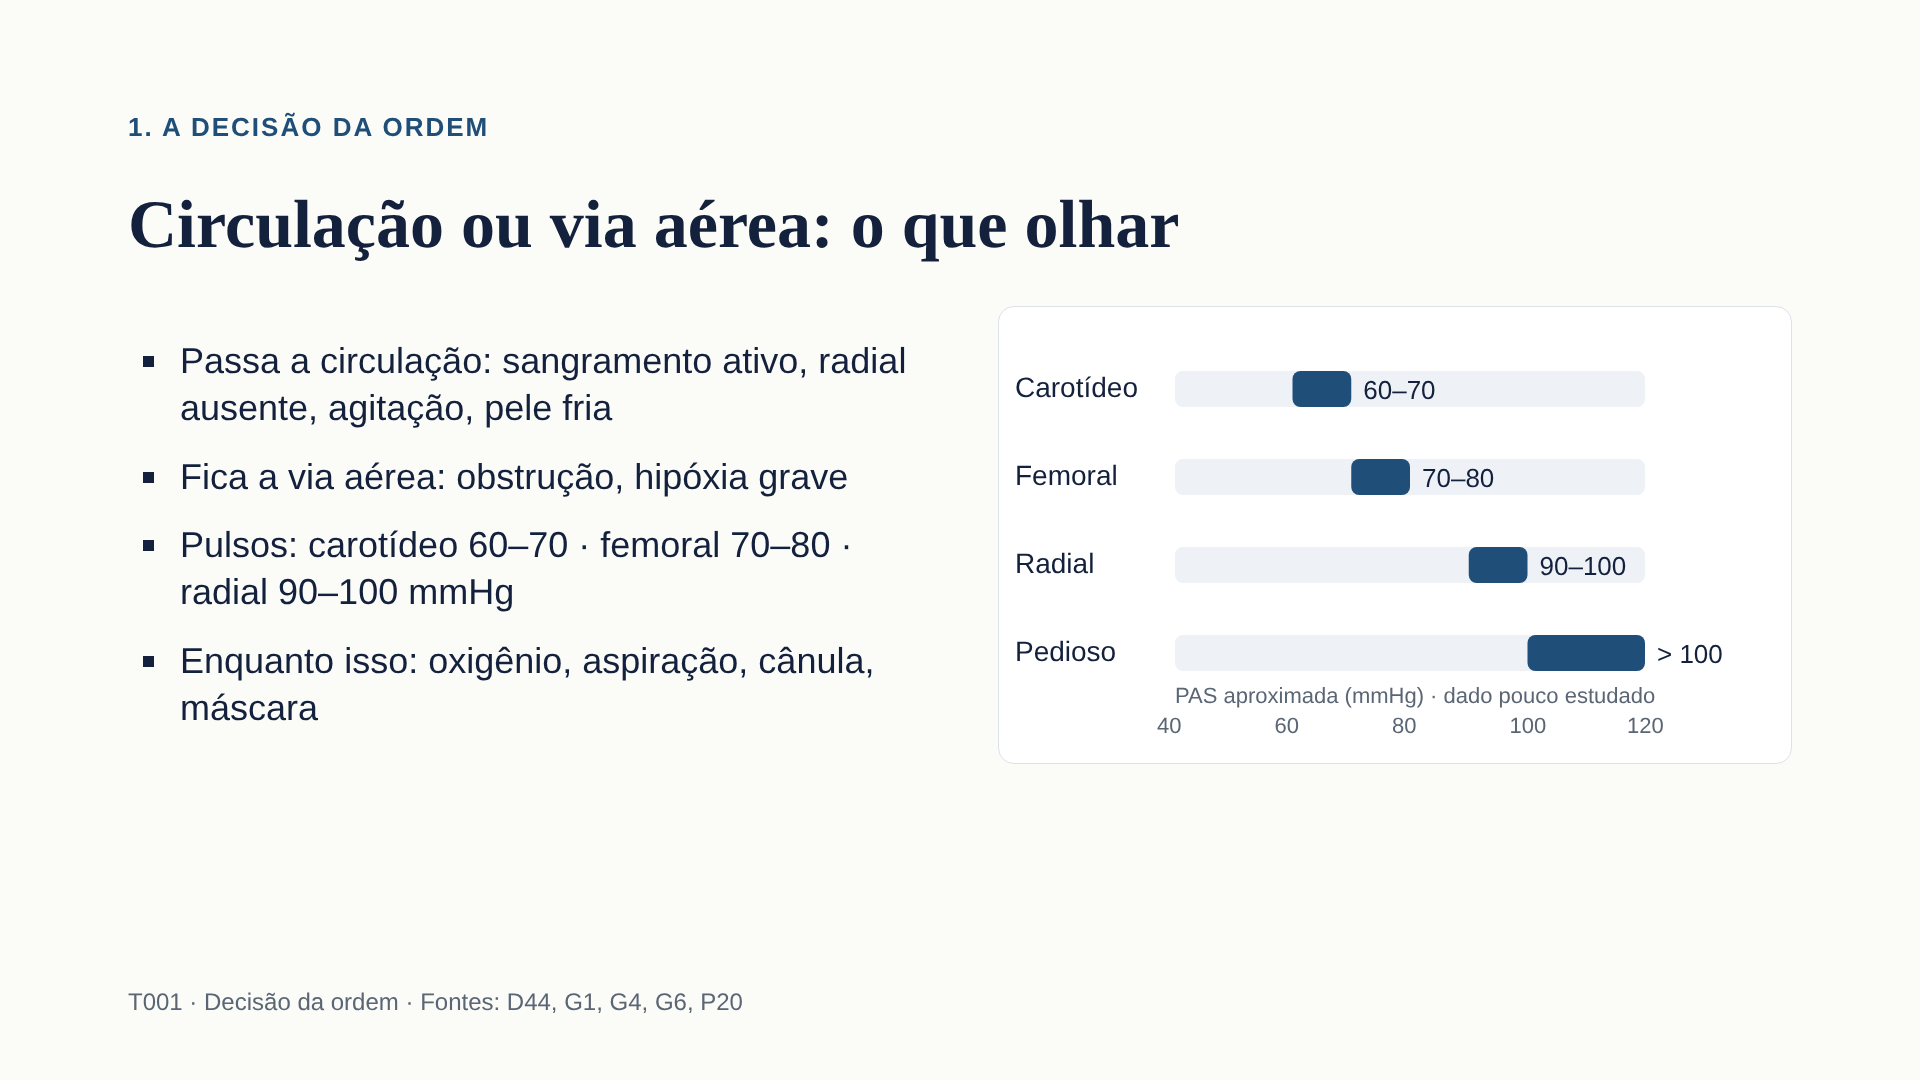 1. A DECISÃO DA ORDEM
Circulação ou via aérea: o que olhar
Passa a circulação: sangramento ativo, radial
ausente, agitação, pele fria
Fica a via aérea: obstrução, hipóxia grave
Pulsos: carotídeo 60–70 · femoral 70–80 ·
radial 90–100 mmHg
Enquanto isso: oxigênio, aspiração, cânula,
máscara
Carotídeo 60–70
Femoral 70–80
Radial 90–100
Pedioso > 100
PAS aproximada (mmHg) · dado pouco estudado
40 60 80 100 120
T001 · Decisão da ordem · Fontes: D44, G1, G4, G6, P20